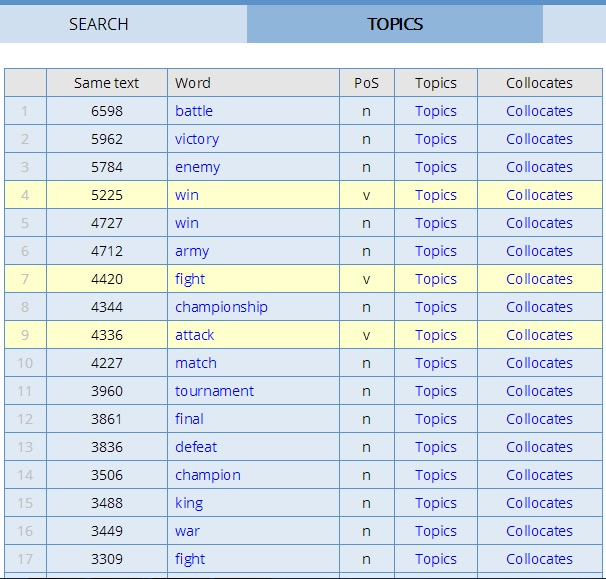 SEARCH TOPICS
Same text Word PoS Topics Collocates
1 6598 battle n Topics Collocates
2 5962 victory n Topics Collocates
3 5784 enemy n Topics Collocates
4 5225 win v Topics Collocates
5 4727 win n Topics Collocates
6 4712 army n Topics Collocates
7 4420 fight v Topics Collocates
8 4344 championship n Topics Collocates
9 4336 attack v Topics Collocates
10 4227 match n Topics Collocates
11 3960 tournament n Topics Collocates
12 3861 final n Topics Collocates
13 3836 defeat n Topics Collocates
14 3506 champion n Topics Collocates
15 3488 king n Topics Collocates
16 3449 war n Topics Collocates
17 3309 fight n Topics Collocates